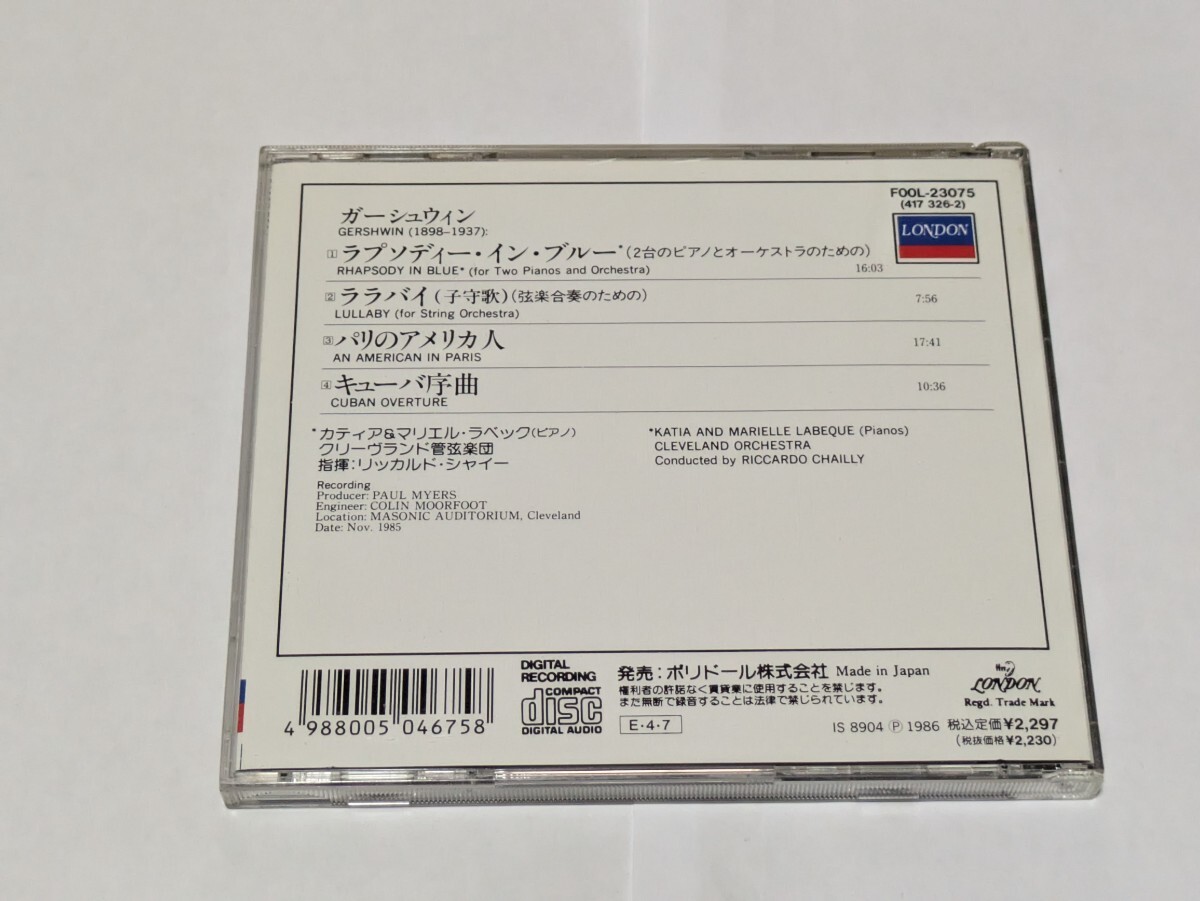 FOOL-23075
(417 326-2)
LONDON
ガーシュウィン
GERSHWIN (1898–1937):
1 ラプソディー・イン・ブルー*(2台のピアノとオーケストラのための)
RHAPSODY IN BLUE* (for Two Pianos and Orchestra) 16:03
2 ララバイ(子守歌)(弦楽合奏のための) 7:56
LULLABY (for String Orchestra)
3 パリのアメリカ人 17:41
AN AMERICAN IN PARIS
4 キューバ序曲 10:36
CUBAN OVERTURE
*カティア&マリエル・ラベック(ピアノ)
クリーヴランド管弦楽団
指揮:リッカルド・シャイー
*KATIA AND MARIELLE LABEQUE (Pianos)
CLEVELAND ORCHESTRA
Conducted by RICCARDO CHAILLY
Recording
Producer: PAUL MYERS
Engineer: COLIN MOORFOOT
Location: MASONIC AUDITORIUM, Cleveland
Date: Nov. 1985
4 988005 046758
DIGITAL
RECORDING
COMPACT
disc
DIGITAL AUDIO
発売:ポリドール株式会社 Made in Japan
権利者の許諾なく賃貸業に使用することを禁じます。
また無断で録音することは法律で禁じられています。
E・4・7
LONDON
Regd. Trade Mark
IS 8904 Ⓟ 1986 税込定価¥2,297
(税抜価格¥2,230)